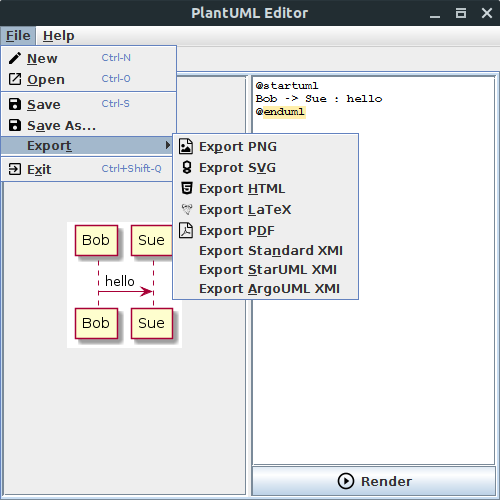 PlantUML Editor
File Help
New Ctrl-N
Open Ctrl-O
Save Ctrl-S
Save As...
Export
Exit Ctrl+Shift-Q
Export PNG
Exprot SVG
Export HTML
Export LaTeX
Export PDF
Export Standard XMI
Export StarUML XMI
Export ArgoUML XMI
@startuml
Bob -> Sue : hello
@enduml
Bob Sue
hello
Bob Sue
Render